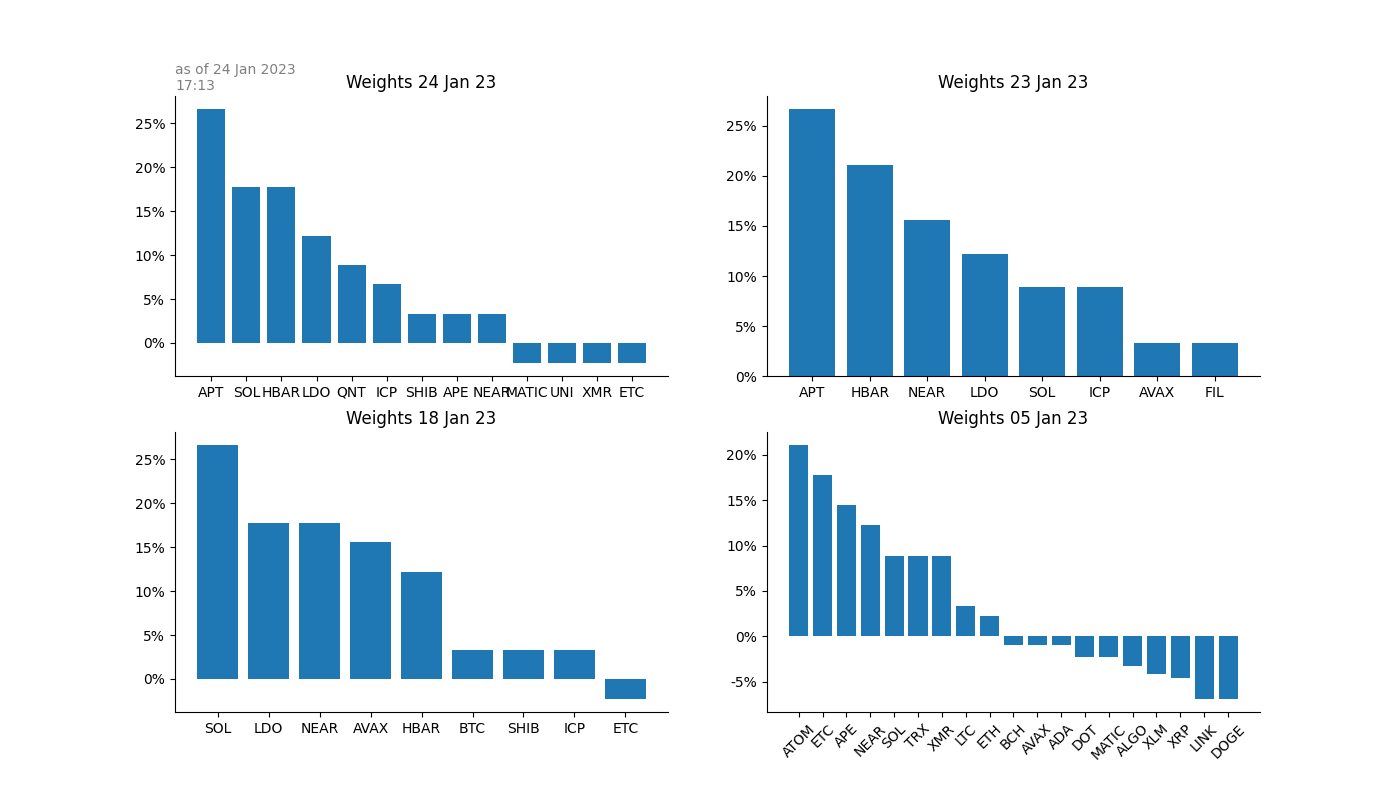 as of 24 Jan 2023
17:13
Weights 24 Jan 23
25%
20%
15%
10%
5%
0%
APT SOL HBAR LDO QNT ICP SHIB APE NEAR MATIC UNI XMR ETC
Weights 23 Jan 23
25%
20%
15%
10%
5%
0%
APT HBAR NEAR LDO SOL ICP AVAX FIL
Weights 18 Jan 23
25%
20%
15%
10%
5%
0%
SOL LDO NEAR AVAX HBAR BTC SHIB ICP ETC
Weights 05 Jan 23
20%
15%
10%
5%
0%
-5%
ATOM ETC APE NEAR SOL TRX XMR LTC ETH BCH AVAX ADA DOT MATIC ALGO XLM XRP LINK DOGE